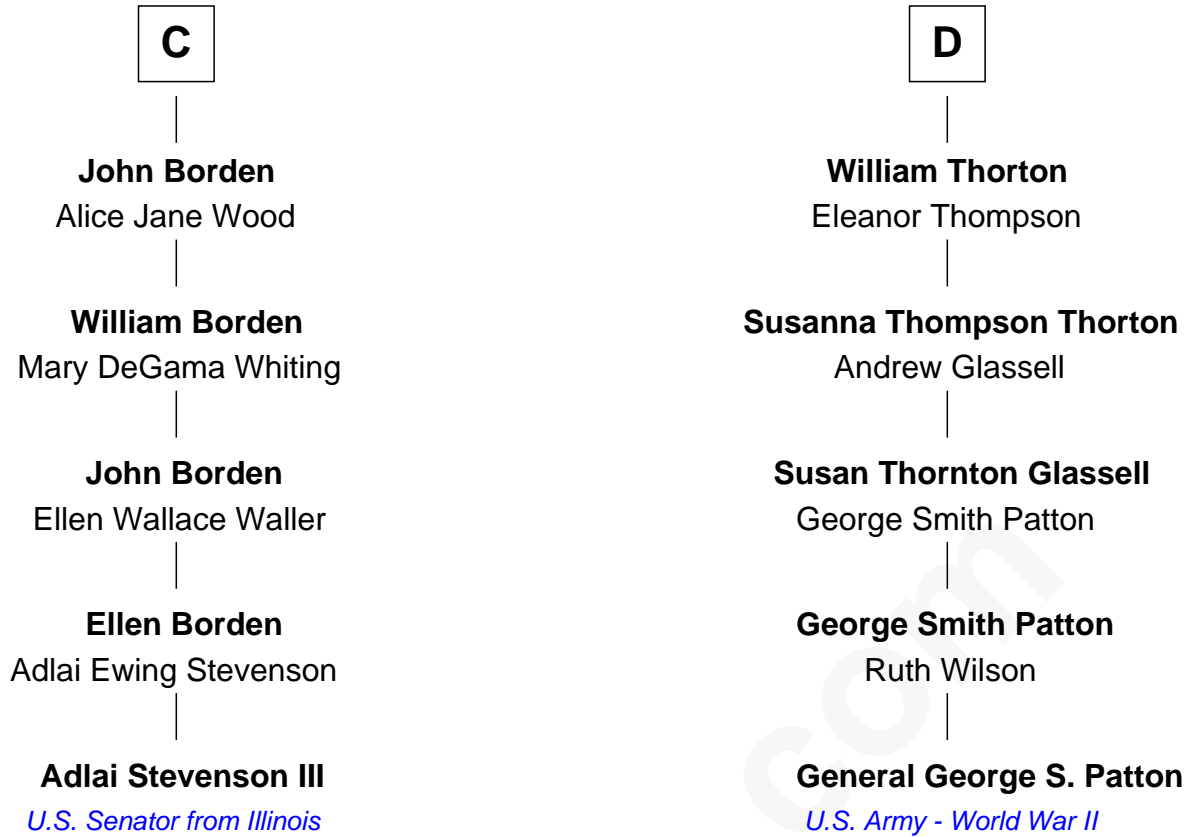 C
John Borden
Alice Jane Wood
William Borden
Mary DeGama Whiting
John Borden
Ellen Wallace Waller
Ellen Borden
Adlai Ewing Stevenson
Adlai Stevenson III
U.S. Senator from Illinois
D
William Thorton
Eleanor Thompson
Susanna Thompson Thorton
Andrew Glassell
Susan Thornton Glassell
George Smith Patton
George Smith Patton
Ruth Wilson
General George S. Patton
U.S. Army - World War II
com